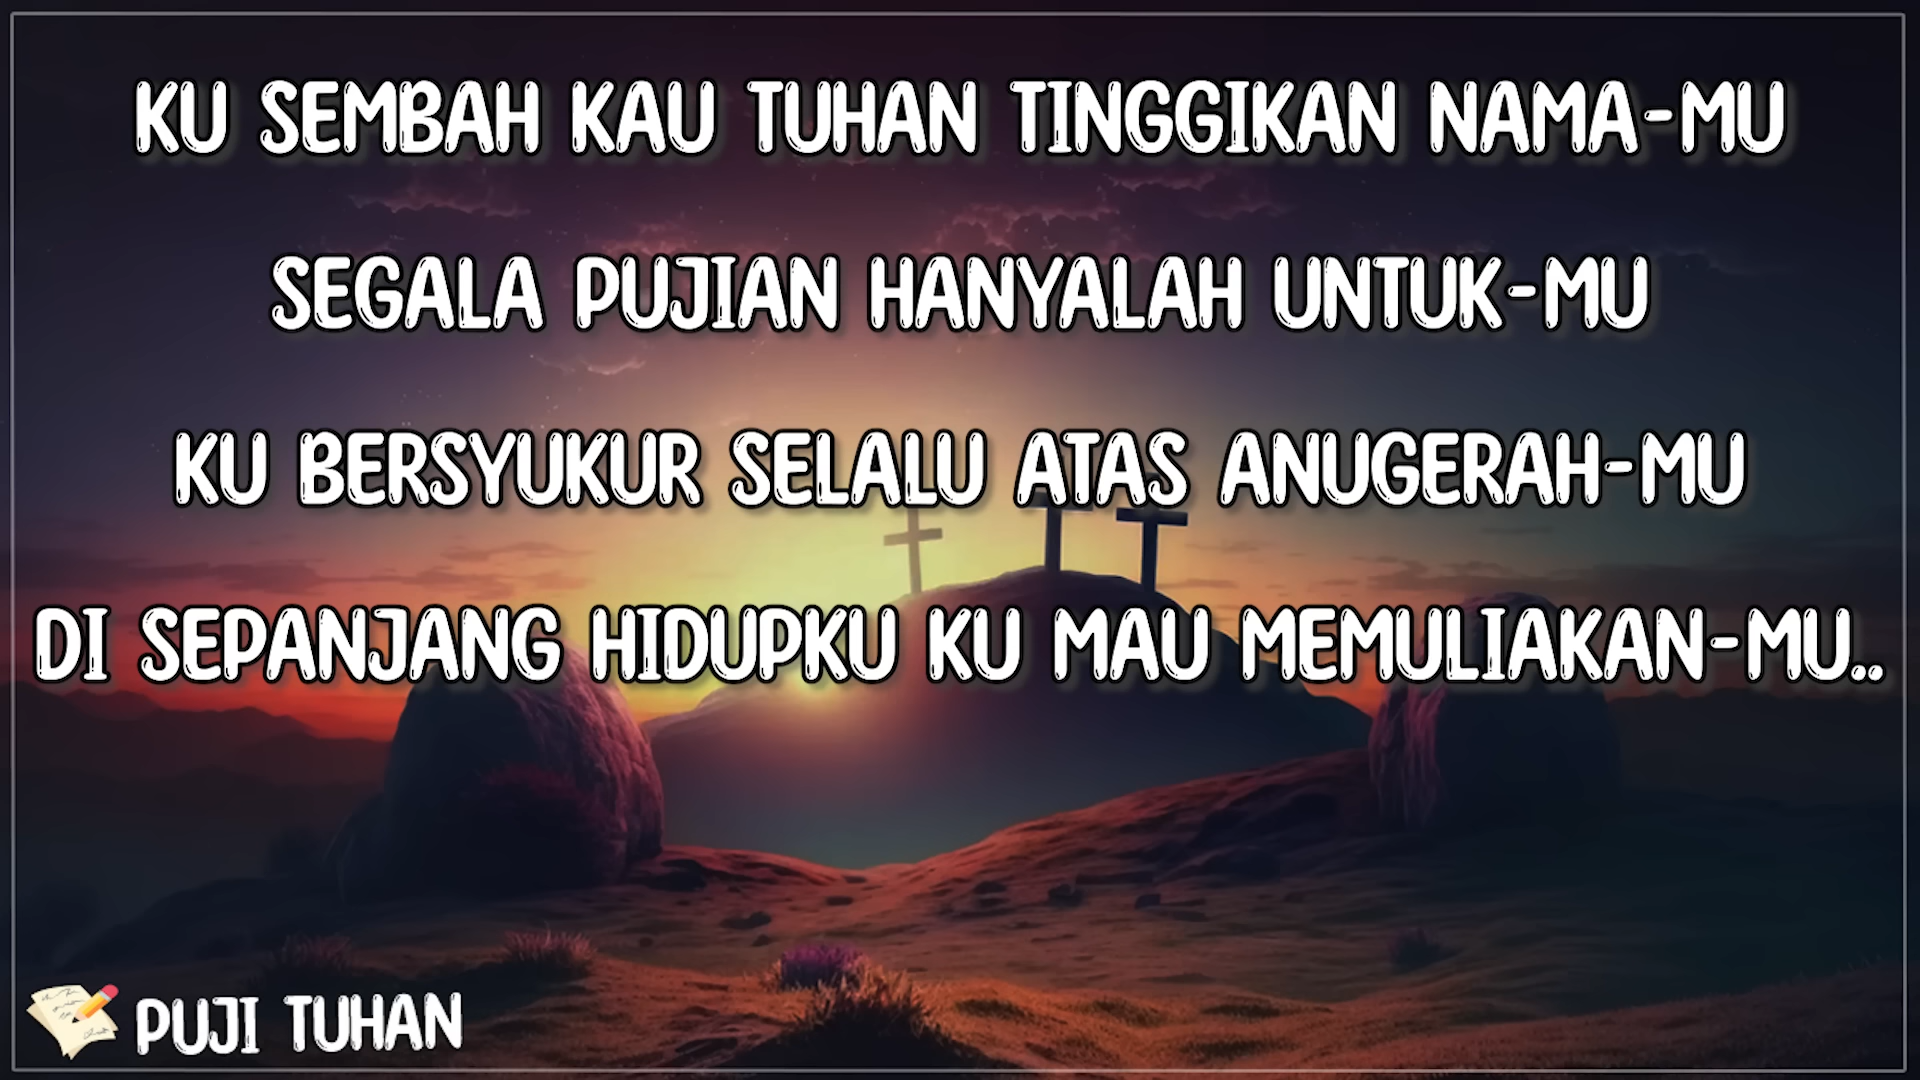 KU SEMBAH KAU TUHAN TINGGIKAN NAMA-MU
SEGALA PUJIAN HANYALAH UNTUK-MU
KU BERSYUKUR SELALU ATAS ANUGERAH-MU
DI SEPANJANG HIDUPKU KU MAU MEMULIAKAN-MU..
PUJI TUHAN